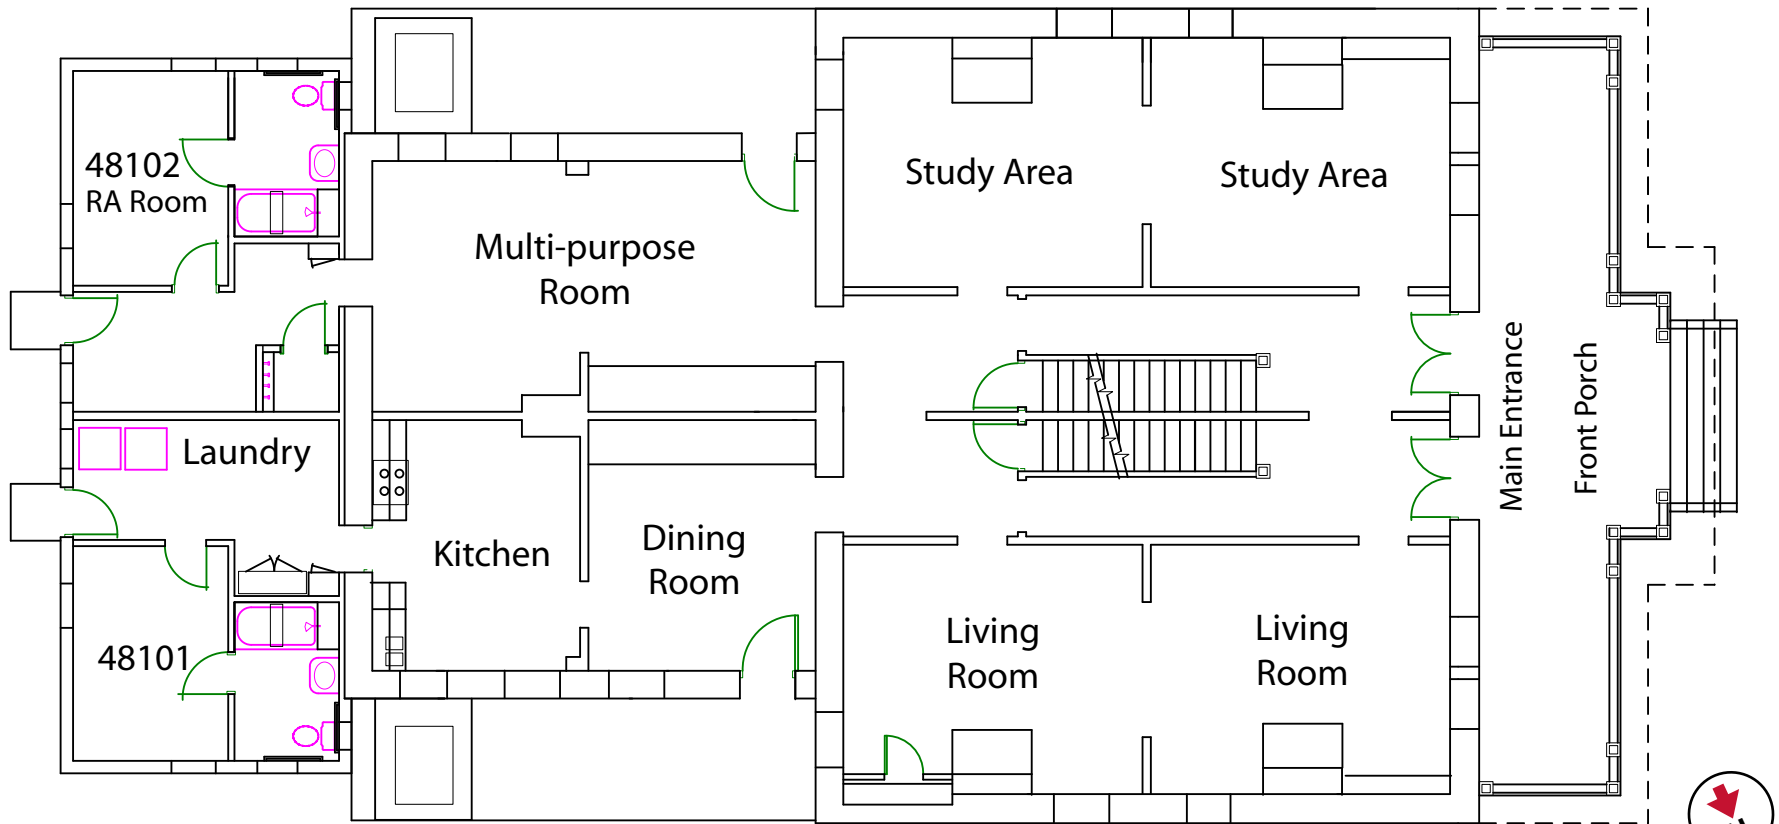 48102
RA Room
Multi-purpose
Room
Study Area
Study Area
Laundry
Kitchen
Dining
Room
48101
Living
Room
Living
Room
Main Entrance
Front Porch